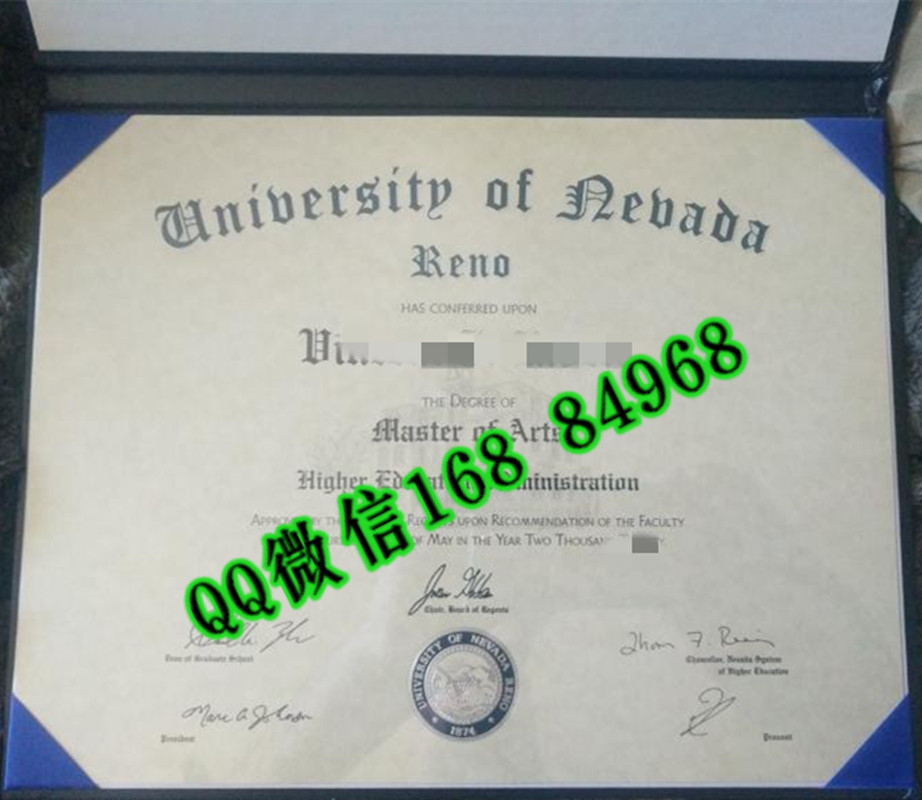 University of Nevada
Reno
HAS CONFERRED UPON
THE DEGREE OF
Master of Arts
Higher Administration
UPON RECOMMENDATION OF THE FACULTY
OF MAY IN THE YEAR TWO
QQ微信168 84968
Chair, Board of Regents
Dean of Graduate School
Chancellor, Nevada System
of Higher Education
UNIVERSITY OF NEVADA RENO
1874
President
Provost